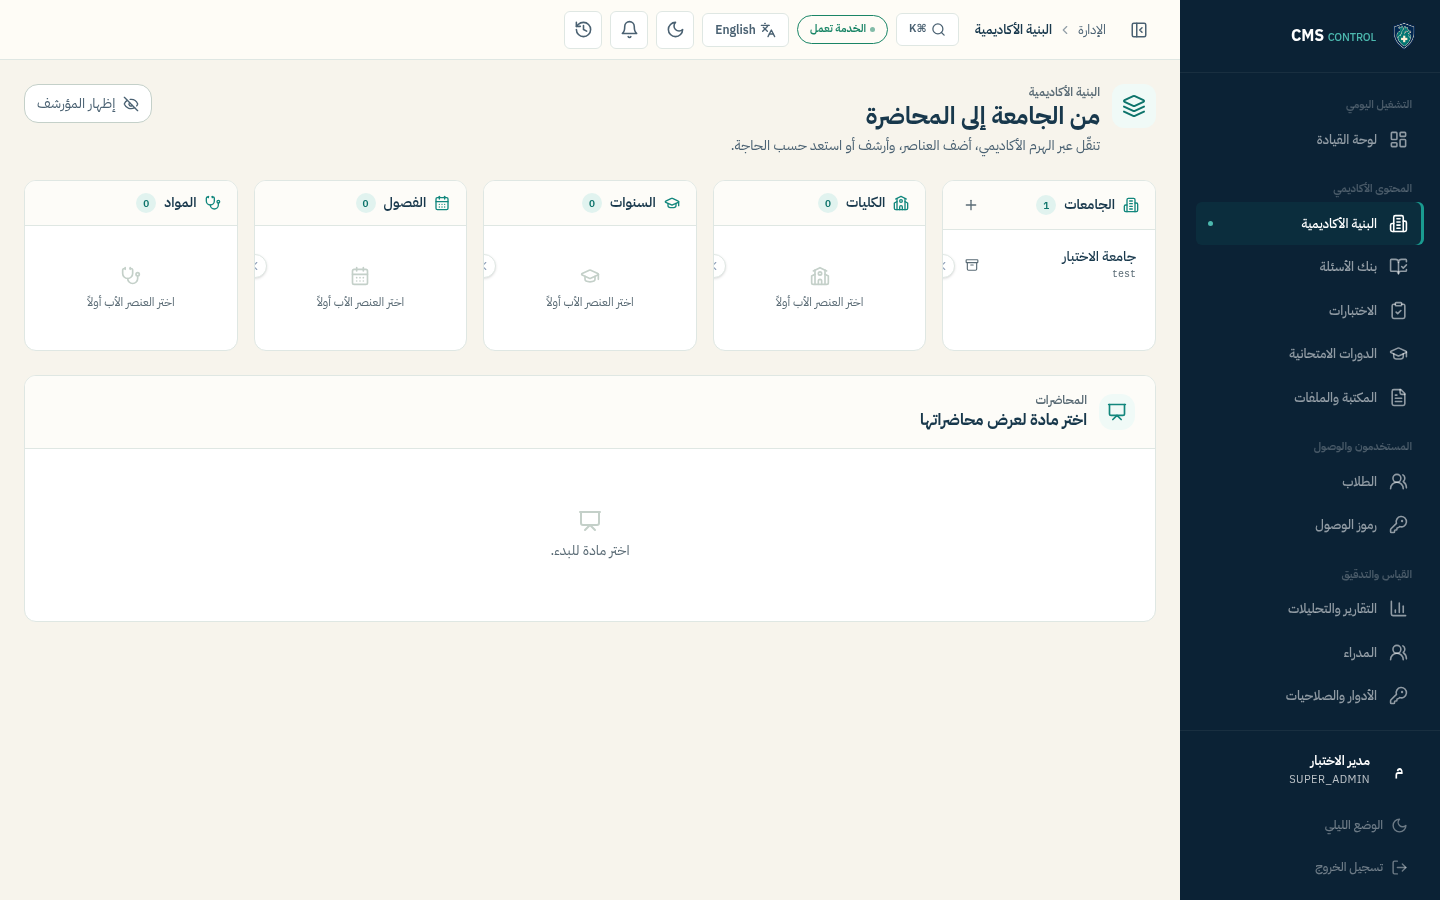 CMS CONTROL
التشغيل اليومي
لوحة القيادة
المحتوى الأكاديمي
البنية الأكاديمية
بنك الأسئلة
الاختبارات
الدورات الامتحانية
المكتبة والملفات
المستخدمون والوصول
الطلاب
رموز الوصول
القياس والتدقيق
التقارير والتحليلات
المدراء
الأدوار والصلاحيات
م
مدير الاختبار
SUPER_ADMIN
الوضع الليلي
تسجيل الخروج
الإدارة
البنية الأكاديمية
K⌘
الخدمة تعمل
English
البنية الأكاديمية
من الجامعة إلى المحاضرة
تنقّل عبر الهرم الأكاديمي، أضف العناصر، وأرشف أو استعد حسب الحاجة.
إظهار المؤرشف
الجامعات 1
جامعة الاختبار
test
الكليات 0
اختر العنصر الأب أولاً
السنوات 0
اختر العنصر الأب أولاً
الفصول 0
اختر العنصر الأب أولاً
المواد 0
اختر العنصر الأب أولاً
المحاضرات
اختر مادة لعرض محاضراتها
اختر مادة للبدء.